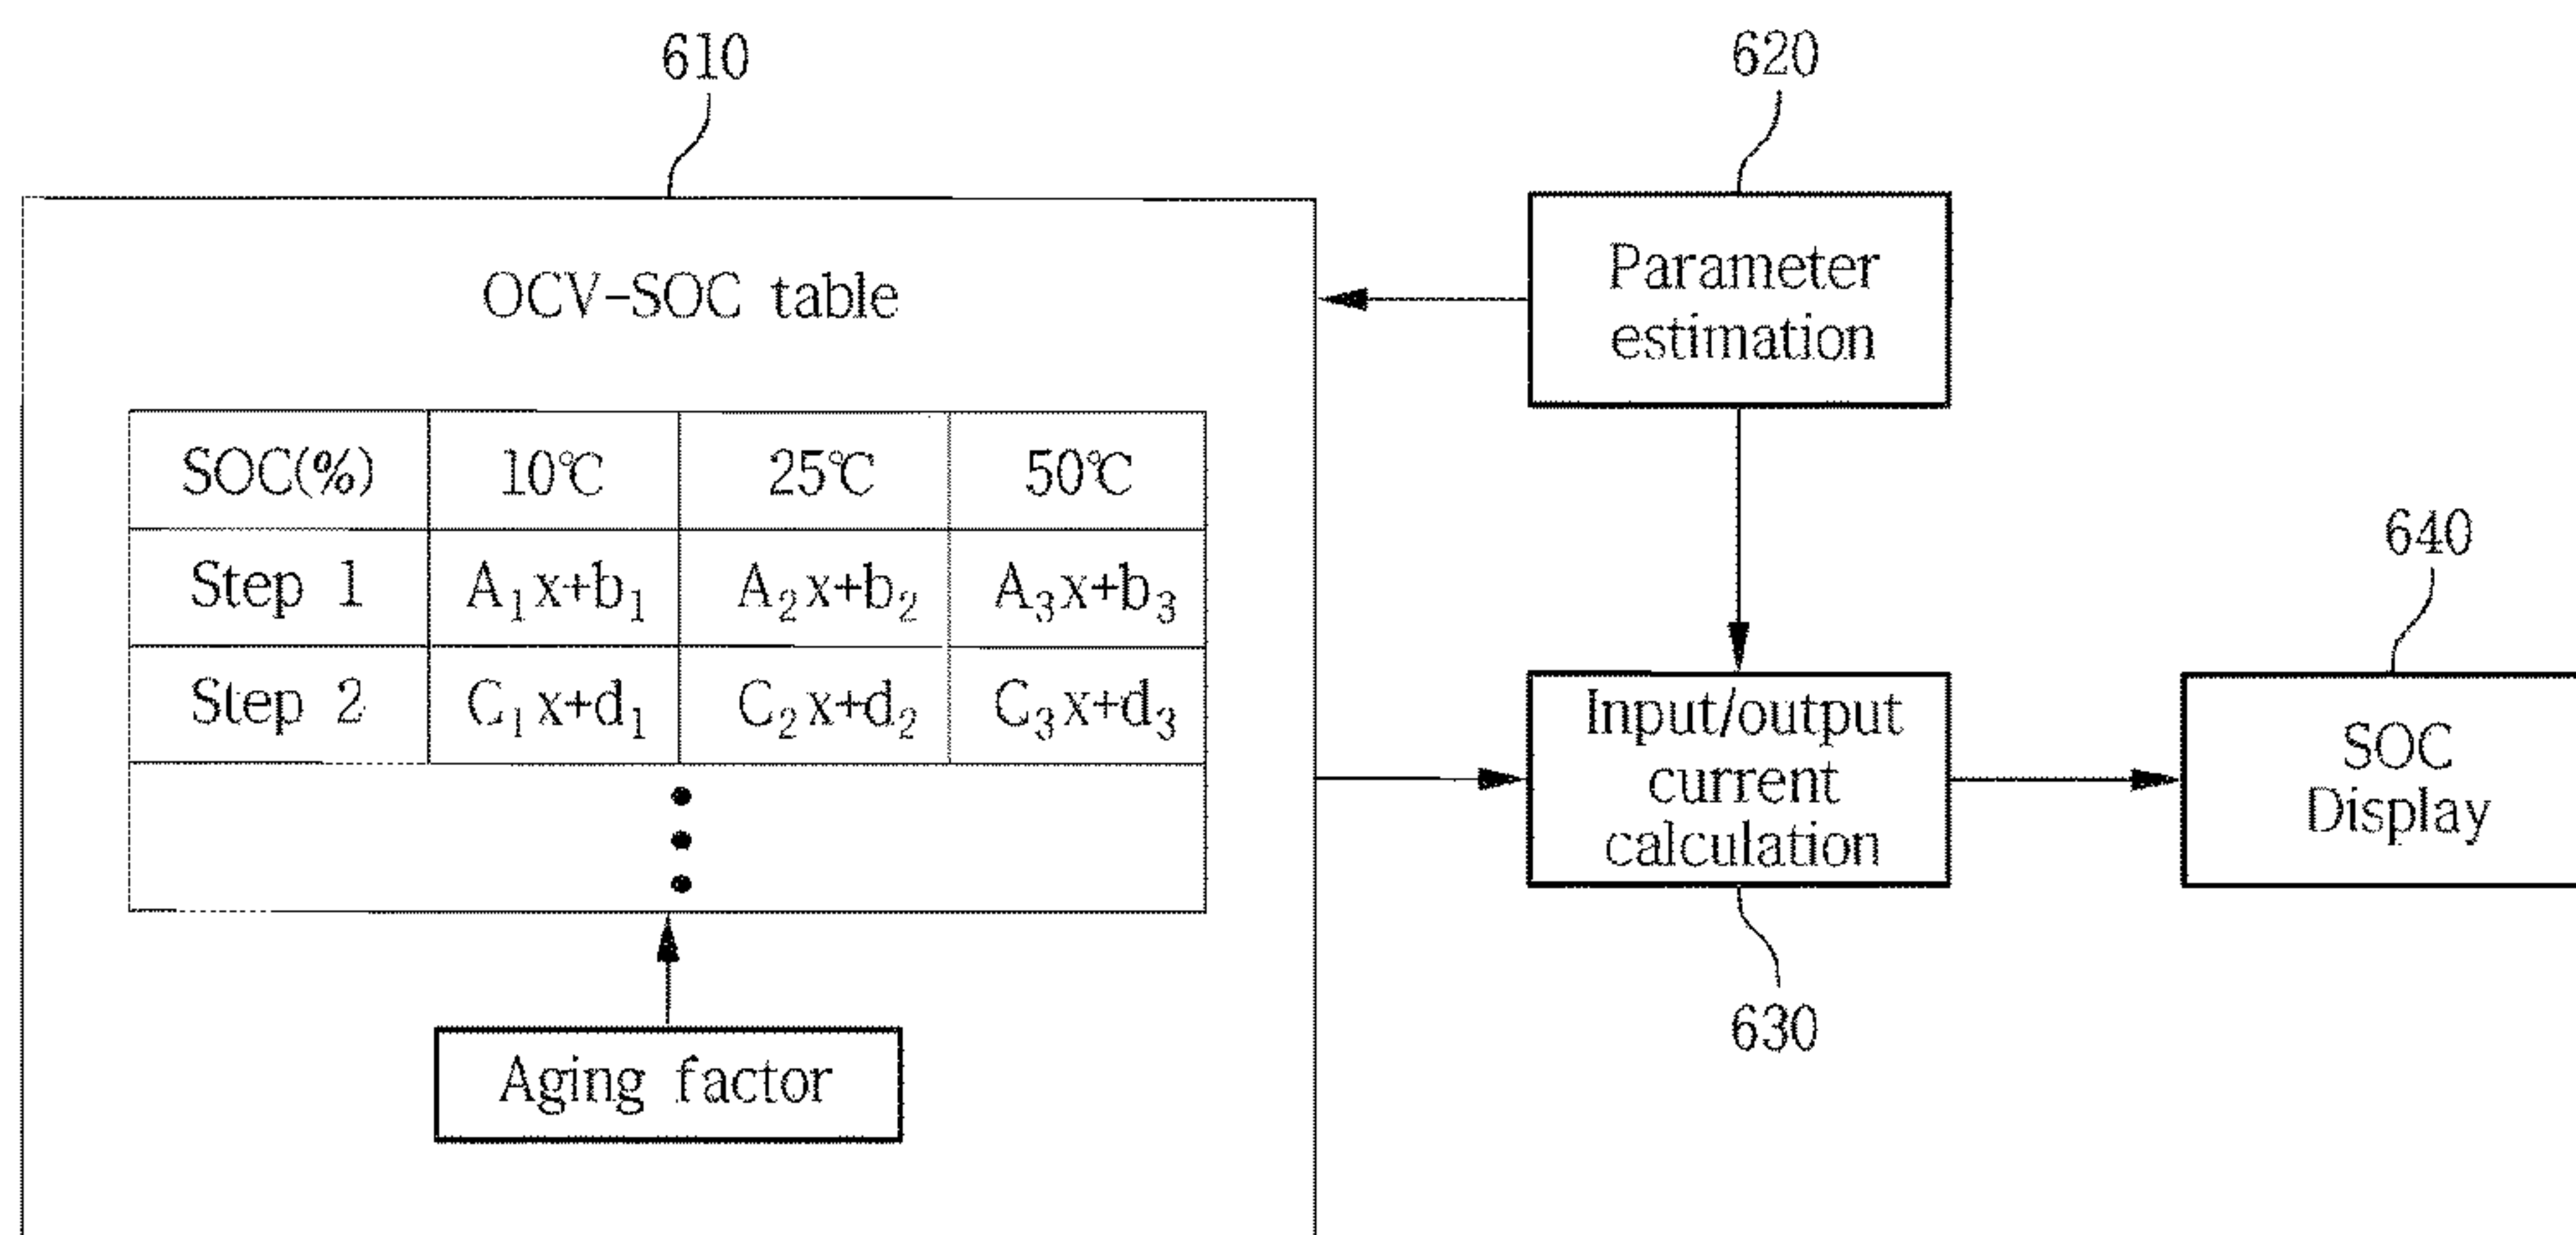 610
620
OCV-SOC table
Parameter
estimation
SOC(%) 10℃ 25℃ 50℃
Step 1 A₁x+b₁ A₂x+b₂ A₃x+b₃
Step 2 C₁x+d₁ C₂x+d₂ C₃x+d₃
Aging factor
Input/output
current
calculation
630
640
SOC
Display